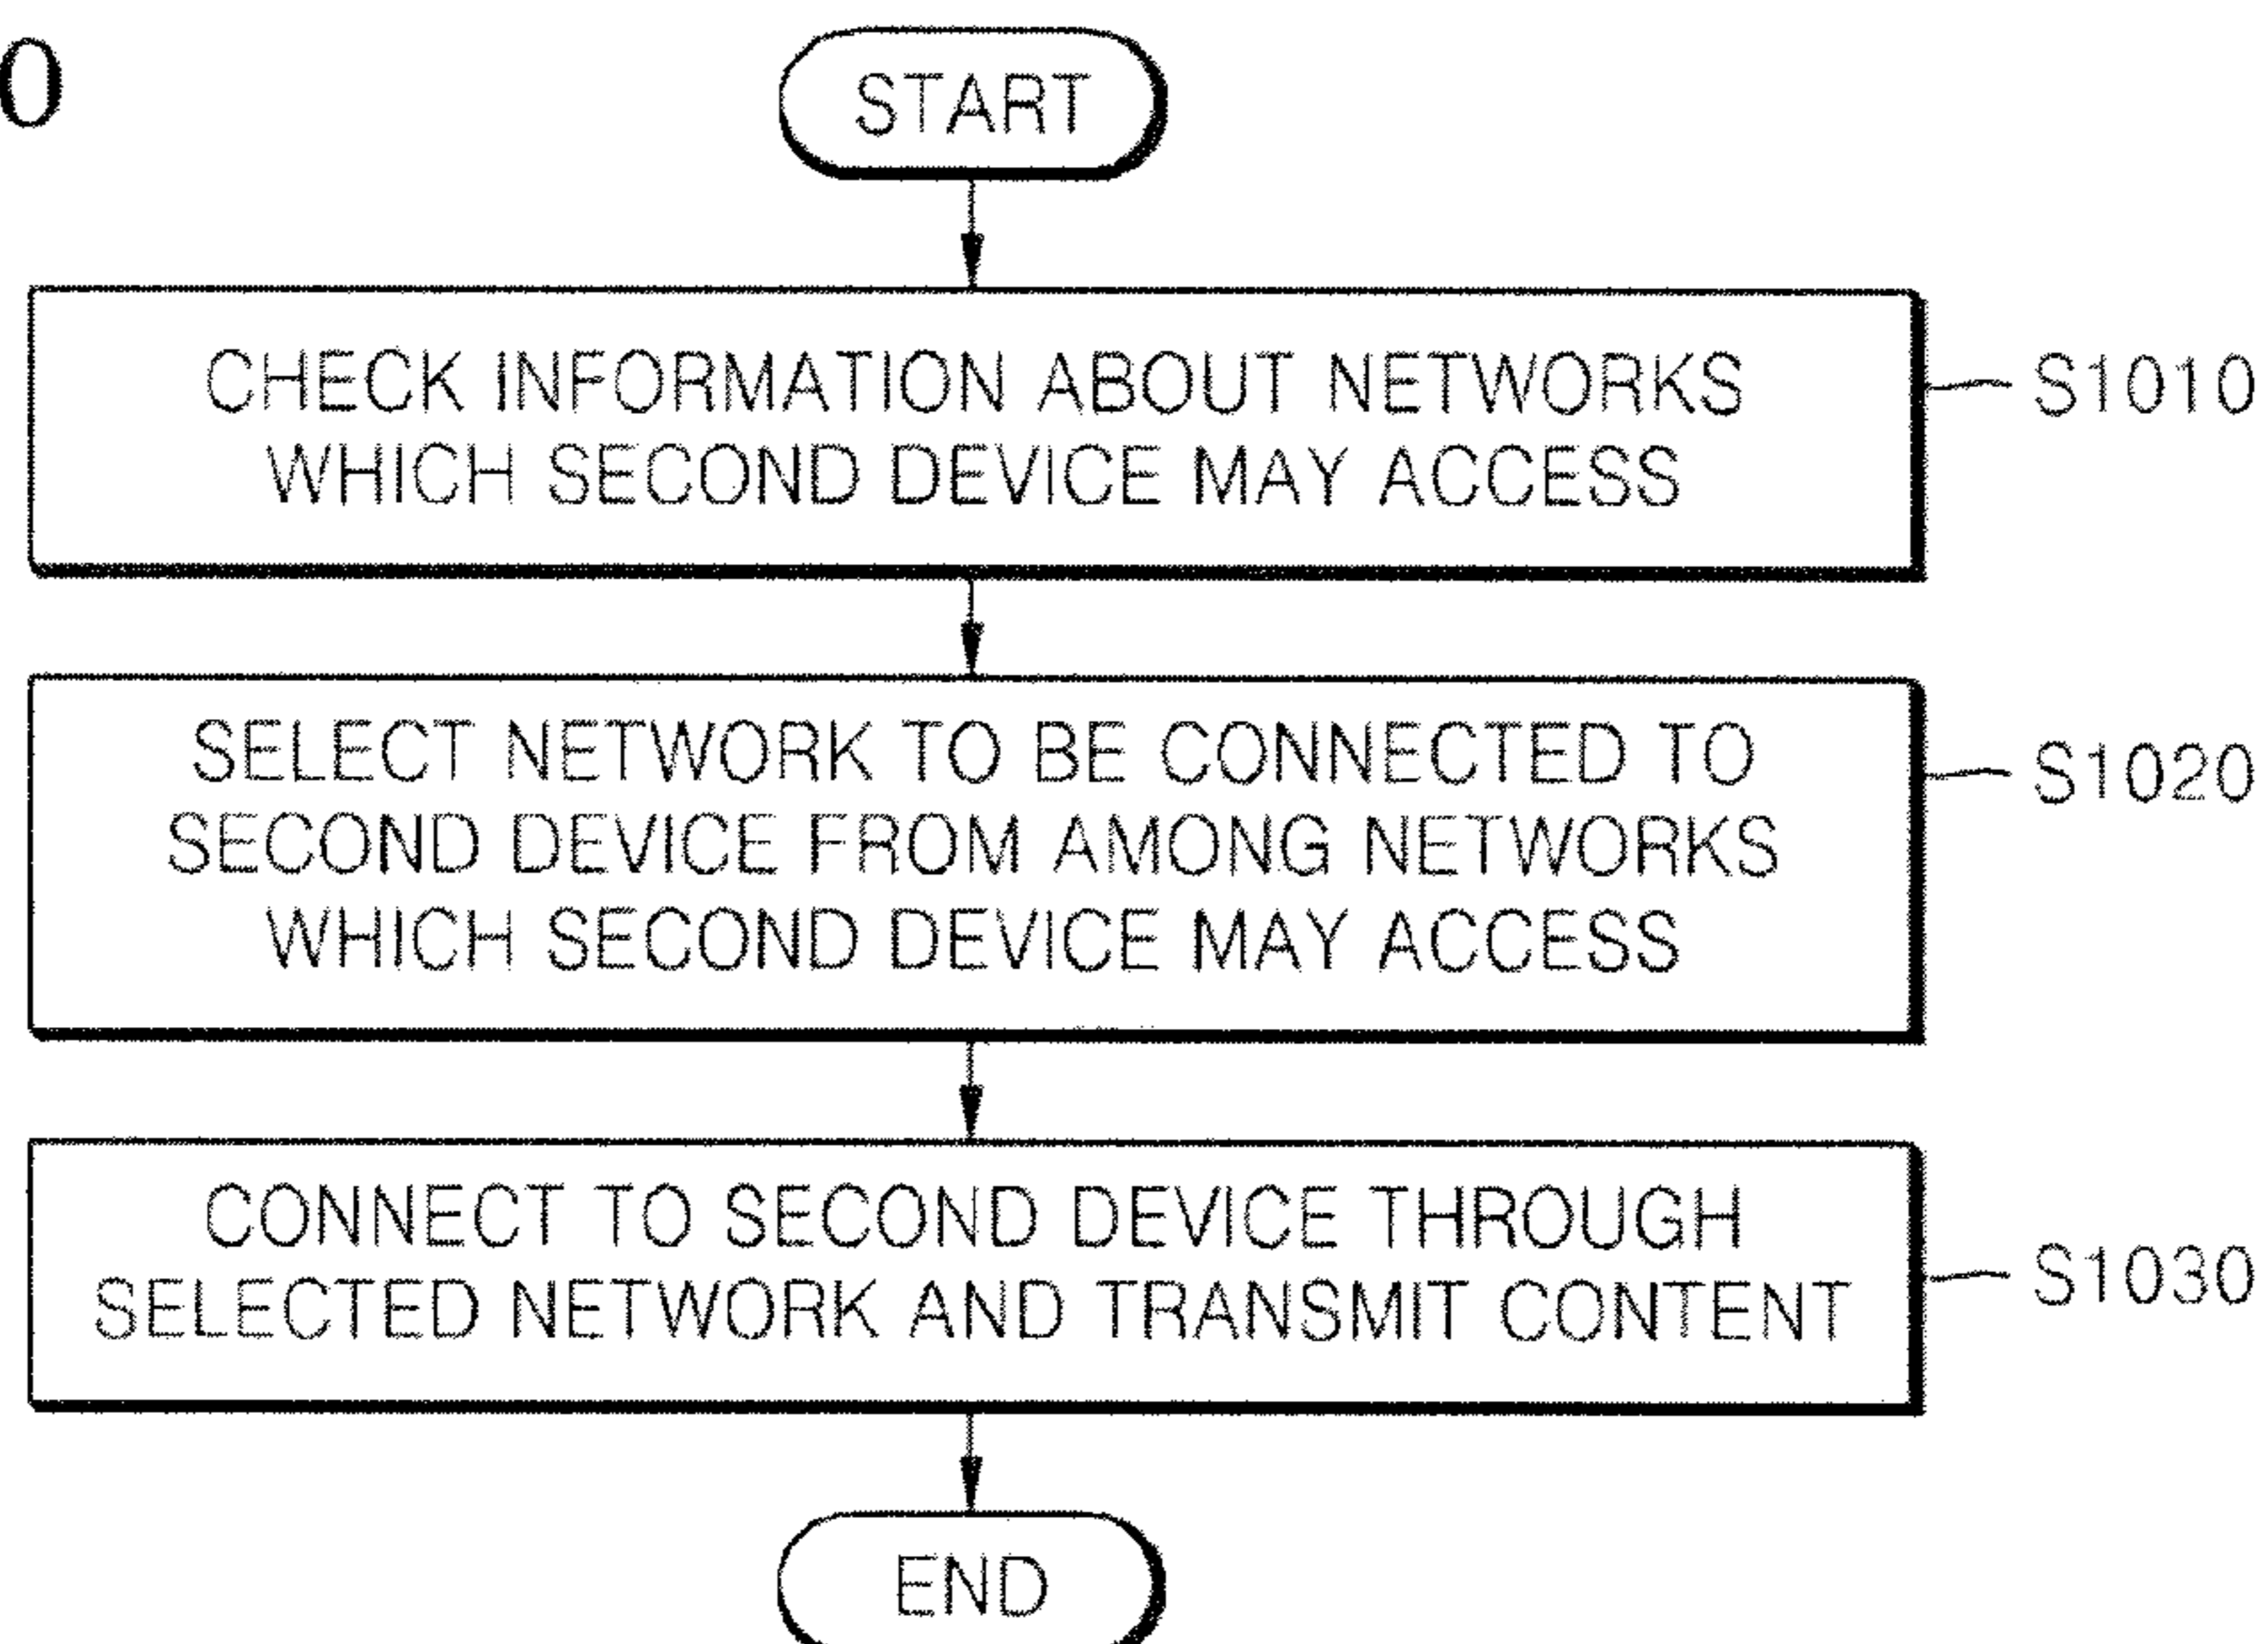 0
START
CHECK INFORMATION ABOUT NETWORKS
WHICH SECOND DEVICE MAY ACCESS
S1010
SELECT NETWORK TO BE CONNECTED TO
SECOND DEVICE FROM AMONG NETWORKS
WHICH SECOND DEVICE MAY ACCESS
S1020
CONNECT TO SECOND DEVICE THROUGH
SELECTED NETWORK AND TRANSMIT CONTENT
S1030
END